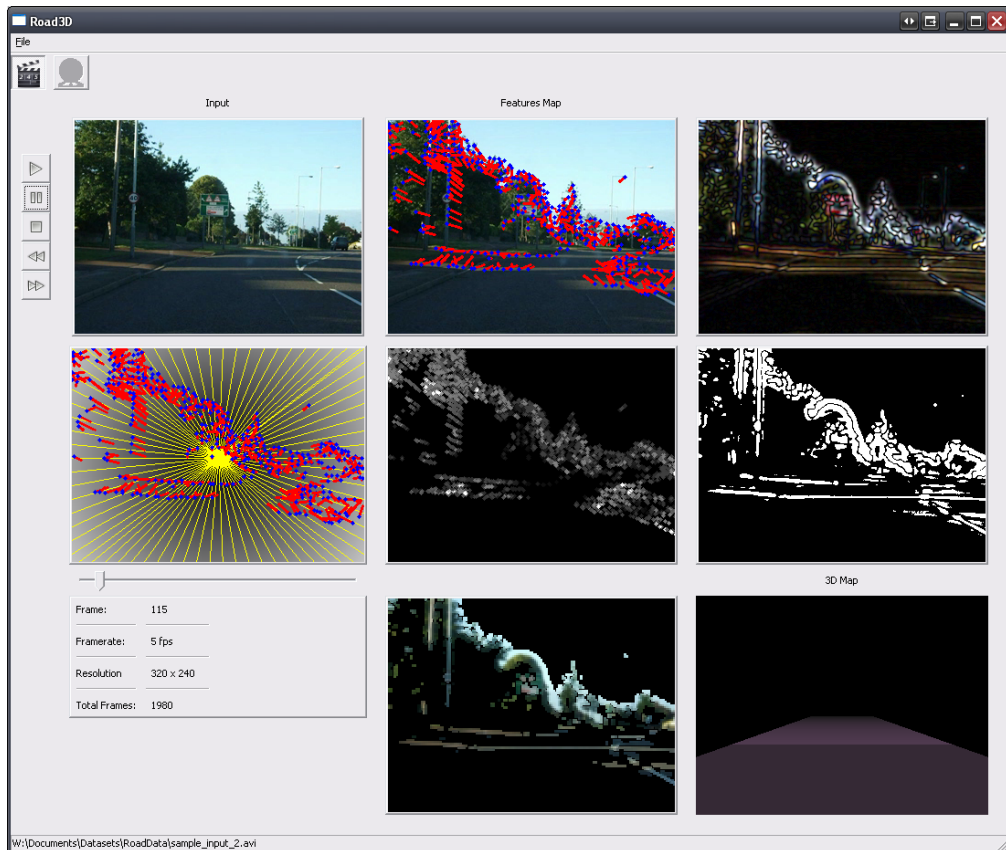 Road3D
File
Input
Features Map
Frame: 115
Framerate: 5 fps
Resolution 320 x 240
Total Frames: 1980
3D Map
W:\Documents\Datasets\RoadData\sample_input_2.avi